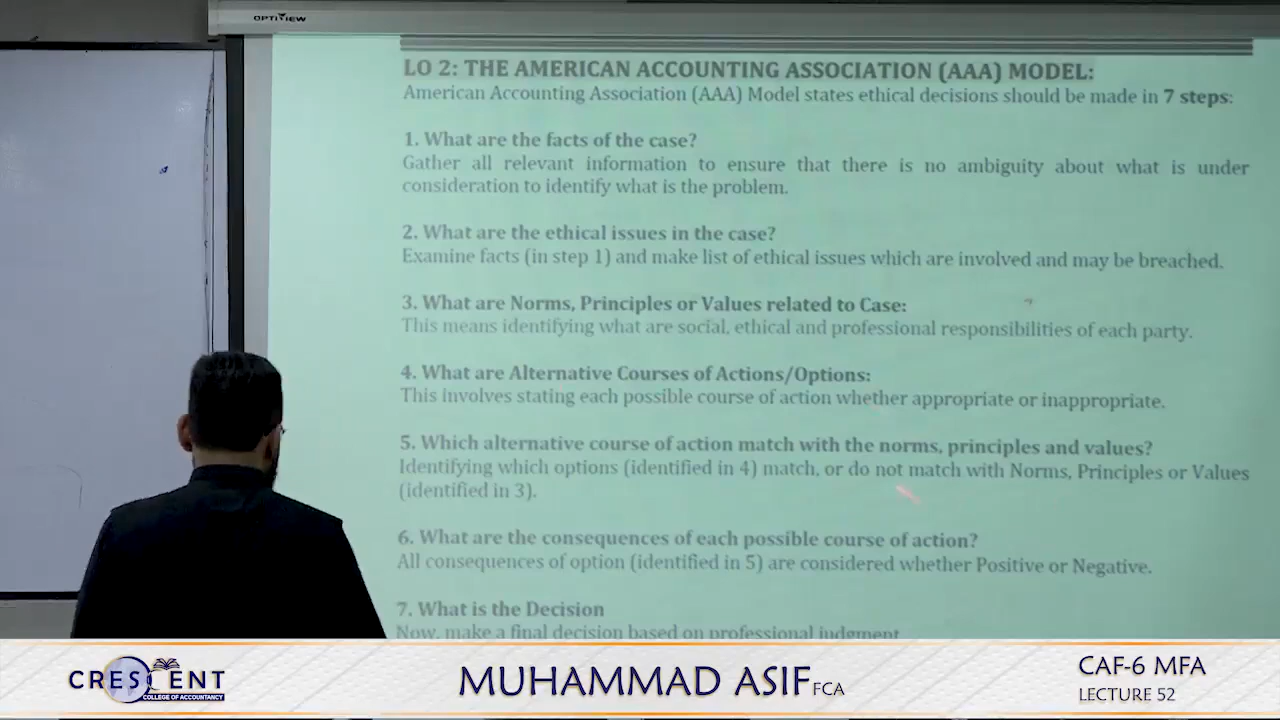 OPTIVIEW
LO 2: THE AMERICAN ACCOUNTING ASSOCIATION (AAA) MODEL:
American Accounting Association (AAA) Model states ethical decisions should be made in 7 steps:
1. What are the facts of the case?
Gather all relevant information to ensure that there is no ambiguity about what is under
consideration to identify what is the problem.
2. What are the ethical issues in the case?
Examine facts (in step 1) and make list of ethical issues which are involved and may be breached.
3. What are Norms, Principles or Values related to Case:
This means identifying what are social, ethical and professional responsibilities of each party.
4. What are Alternative Courses of Actions/Options:
This involves stating each possible course of action whether appropriate or inappropriate.
5. Which alternative course of action match with the norms, principles and values?
Identifying which options (identified in 4) match, or do not match with Norms, Principles or Values
(identified in 3).
6. What are the consequences of each possible course of action?
All consequences of option (identified in 5) are considered whether Positive or Negative.
7. What is the Decision
Now, make a final decision based on professional judgment
CRESCENT
COLLEGE OF ACCOUNTANCY
MUHAMMAD ASIF FCA
CAF-6 MFA
LECTURE 52